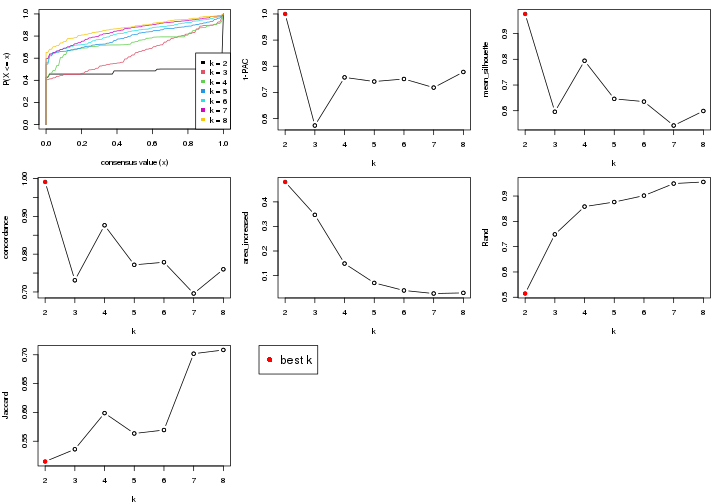 P(X <= x)
0.0 0.2 0.4 0.6 0.8 1.0
k = 2
k = 3
k = 4
k = 5
k = 6
k = 7
k = 8
0.0 0.2 0.4 0.6 0.8 1.0
consensus value (x)
1-PAC
0.6 0.7 0.8 0.9 1.0
2 3 4 5 6 7 8
k
mean_silhouette
0.6 0.7 0.8 0.9
2 3 4 5 6 7 8
k
concordance
0.70 0.80 0.90 1.00
2 3 4 5 6 7 8
k
area_increased
0.1 0.2 0.3 0.4
2 3 4 5 6 7 8
k
Rand
0.5 0.6 0.7 0.8 0.9
2 3 4 5 6 7 8
k
Jaccard
0.55 0.60 0.65 0.70
2 3 4 5 6 7 8
k
best k